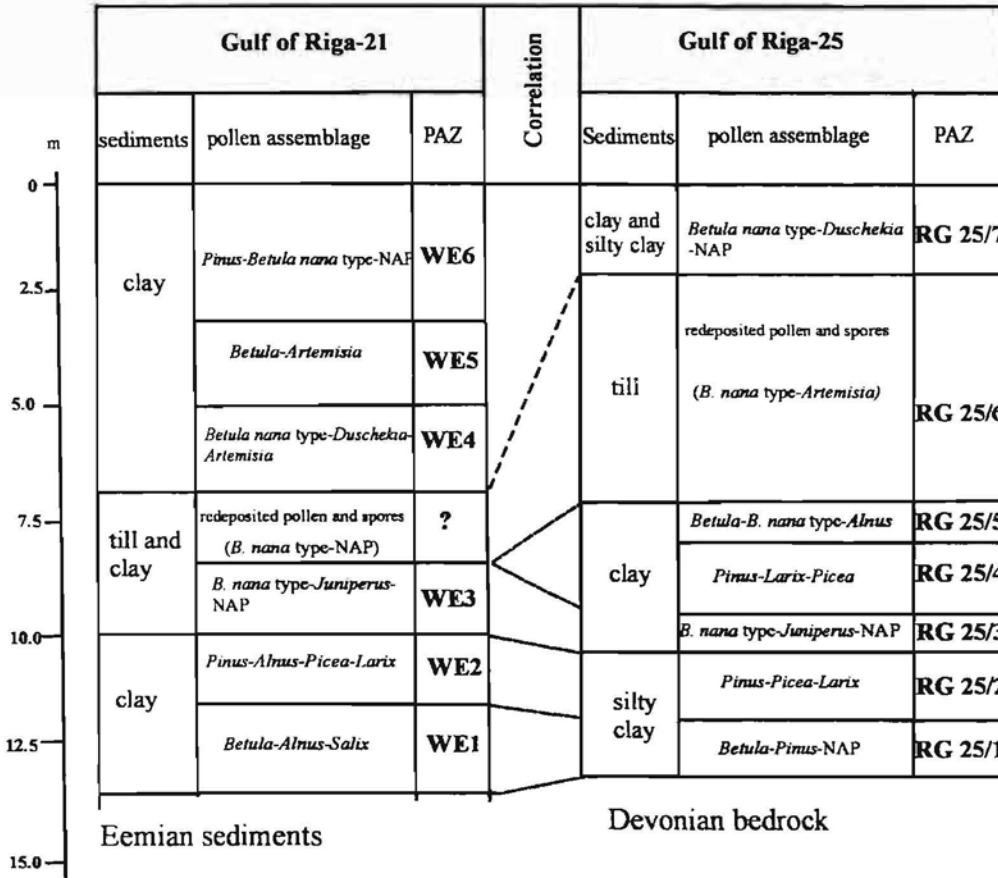 Gulf of Riga-21
Correlation
Gulf of Riga-25
m
sediments
pollen assemblage
PAZ
Sediments
pollen assemblage
PAZ
0
2.5
5.0
7.5
10.0
12.5
15.0
clay
Pinus-Betula nana type-NAP
WE6
Betula-Artemisia
WE5
Betula nana type-Duschekia-
Artemisia
WE4
till and
clay
redeposited pollen and spores
(B. nana type-NAP)
?
B. nana type-Juniperus-
NAP
WE3
clay
Pinus-Alnus-Picea-Larix
WE2
Betula-Alnus-Salix
WE1
Eemian sediments
clay and
silty clay
Betula nana type-Duschekia
-NAP
RG 25/7
till
redeposited pollen and spores
(B. nana type-Artemisia)
RG 25/6
clay
Betula-B. nana type-Alnus
RG 25/5
Pinus-Larix-Picea
RG 25/4
B. nana type-Juniperus-NAP
RG 25/3
silty
clay
Pinus-Picea-Larix
RG 25/2
Betula-Pinus-NAP
RG 25/1
Devonian bedrock